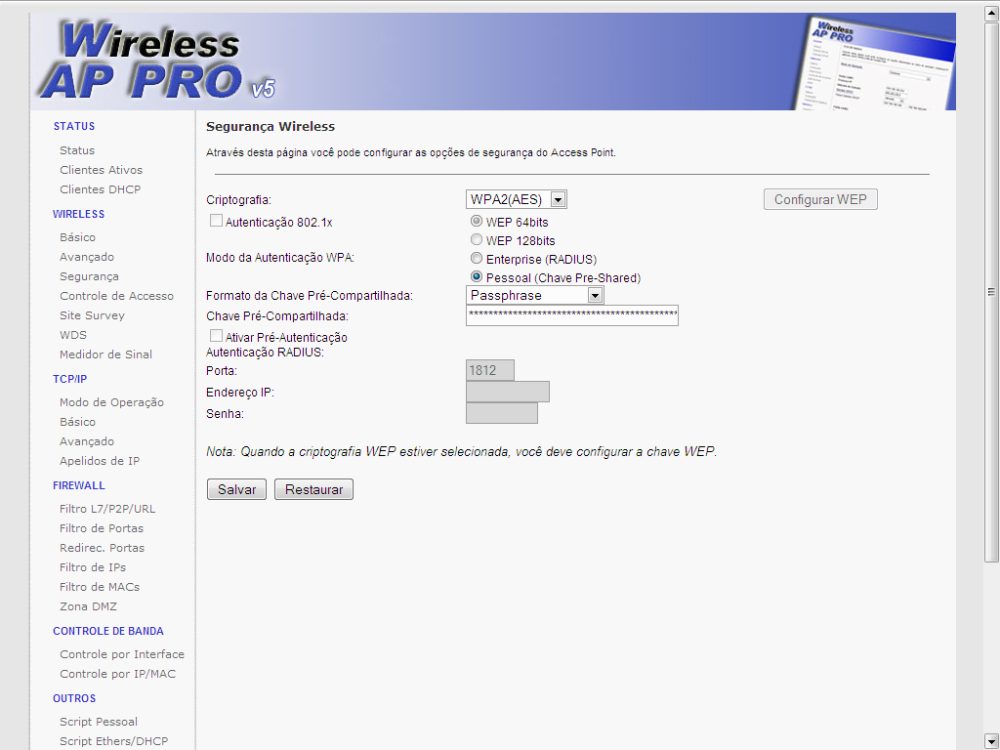 Wireless
AP PRO v5
Wireless
AP PRO
STATUS
Status
Clientes Ativos
Clientes DHCP
WIRELESS
Básico
Avançado
Segurança
Controle de Acesso
Site Survey
WDS
Medidor de Sinal
TCP/IP
Modo de Operação
Básico
Avançado
Apelidos de IP
FIREWALL
Filtro L7/P2P/URL
Filtro de Portas
Redirec. Portas
Filtro de IPs
Filtro de MACs
Zona DMZ
CONTROLE DE BANDA
Controle por Interface
Controle por IP/MAC
OUTROS
Script Pessoal
Script Ethers/DHCP
Segurança Wireless
Através desta página você pode configurar as opções de segurança do Access Point.
Criptografia: WPA2(AES) Configurar WEP
Autenticação 802.1x WEP 64bits
WEP 128bits
Modo da Autenticação WPA: Enterprise (RADIUS)
Pessoal (Chave Pre-Shared)
Formato da Chave Pré-Compartilhada: Passphrase
Chave Pré-Compartilhada: *******************************************
Ativar Pré-Autenticação
Autenticação RADIUS:
Porta: 1812
Endereço IP:
Senha:
Nota: Quando a criptografia WEP estiver selecionada, você deve configurar a chave WEP.
Salvar Restaurar